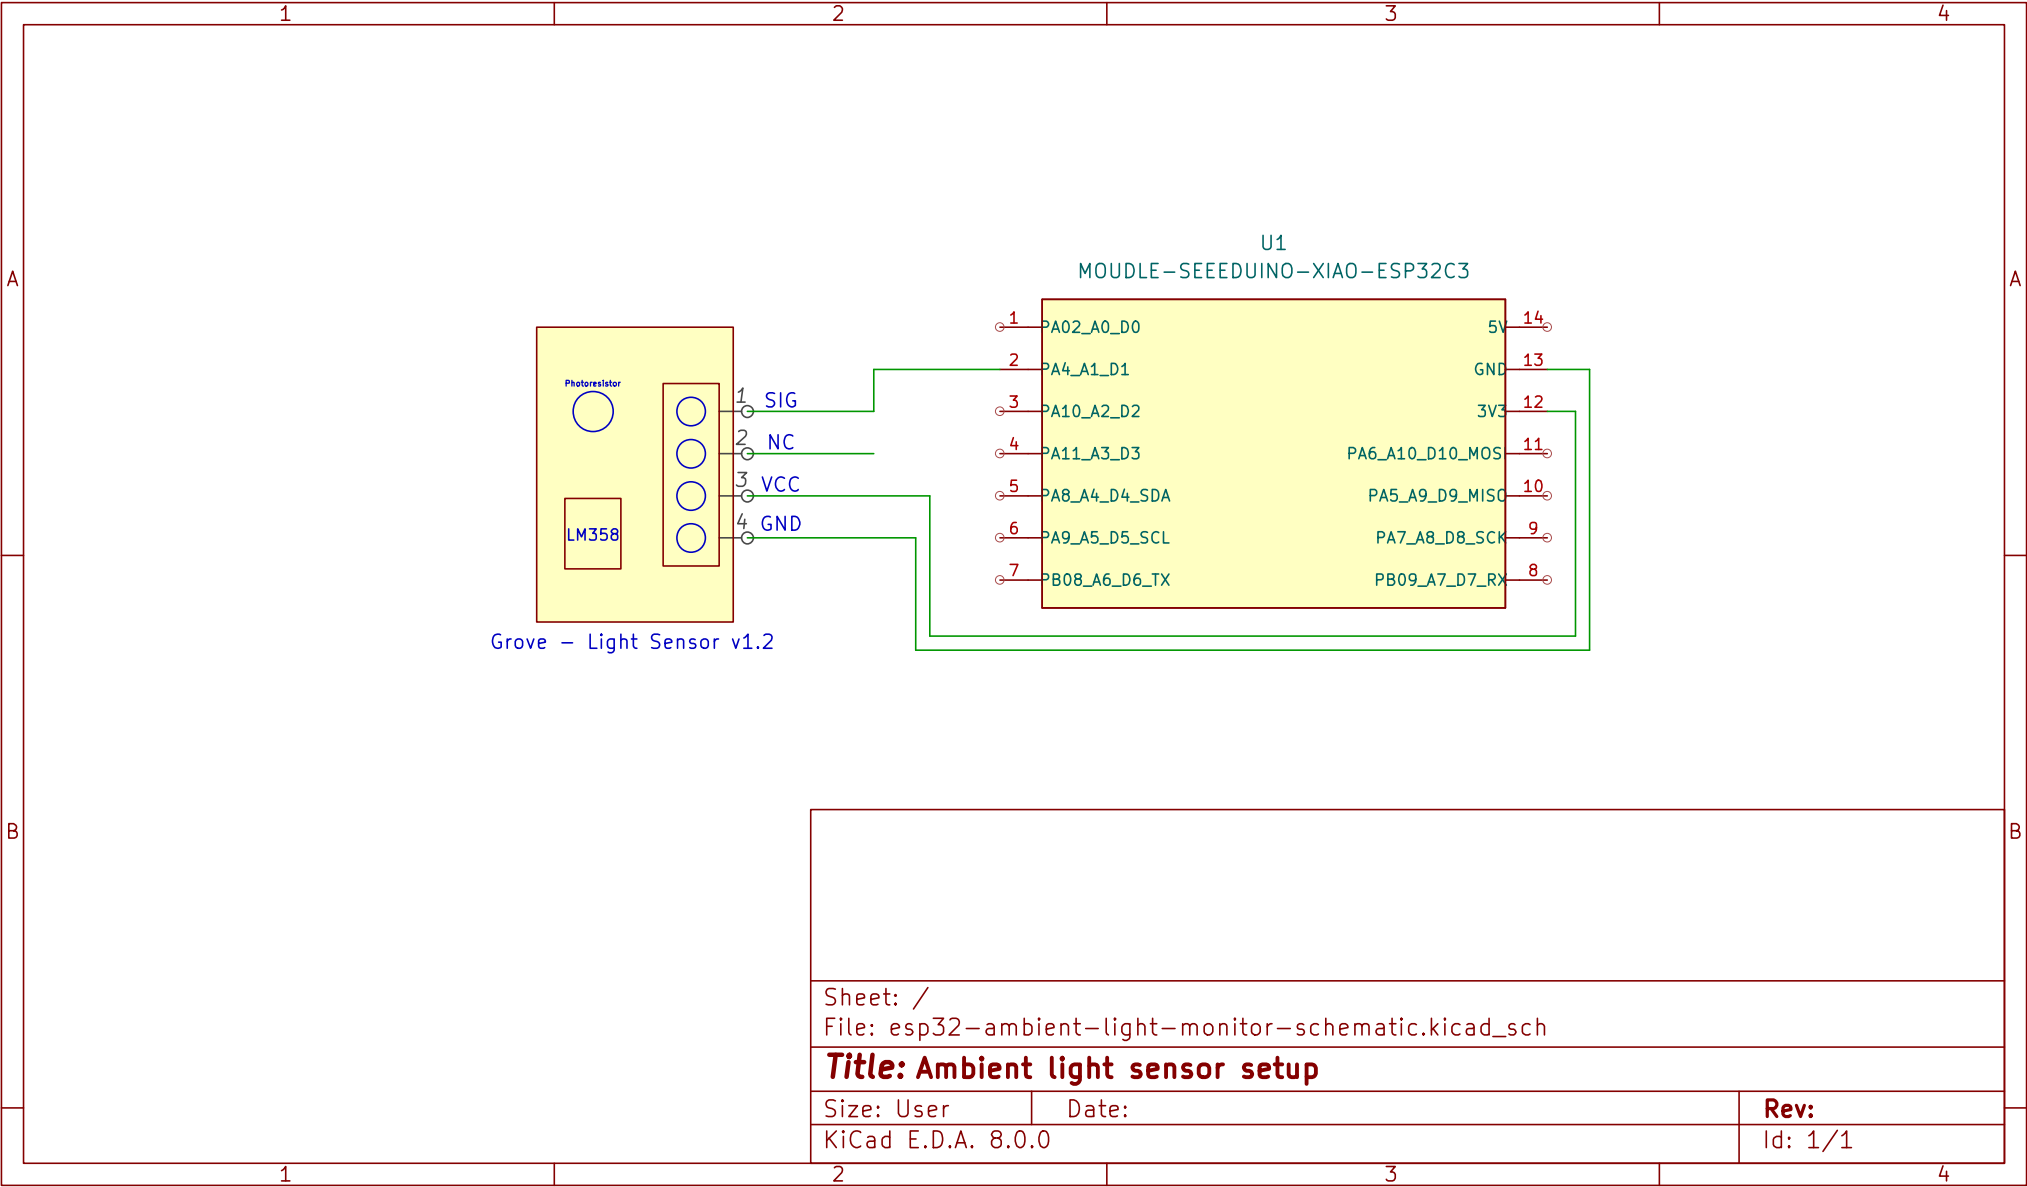 1 2 3 4
A A
B B
U1
MOUDLE-SEEEDUINO-XIAO-ESP32C3
1 PA02_A0_D0 5V 14
2 PA4_A1_D1 GND 13
3 PA10_A2_D2 3V3 12
4 PA11_A3_D3 PA6_A10_D10_MOS 11
5 PA8_A4_D4_SDA PA5_A9_D9_MISO 10
6 PA9_A5_D5_SCL PA7_A8_D8_SCK 9
7 PB08_A6_D6_TX PB09_A7_D7_RX 8
Photoresistor
LM358
1 SIG
2 NC
3 VCC
4 GND
Grove - Light Sensor v1.2
Sheet: /
File: esp32-ambient-light-monitor-schematic.kicad_sch
Title: Ambient light sensor setup
Size: User Date: Rev:
KiCad E.D.A. 8.0.0 Id: 1/1
1 2 3 4